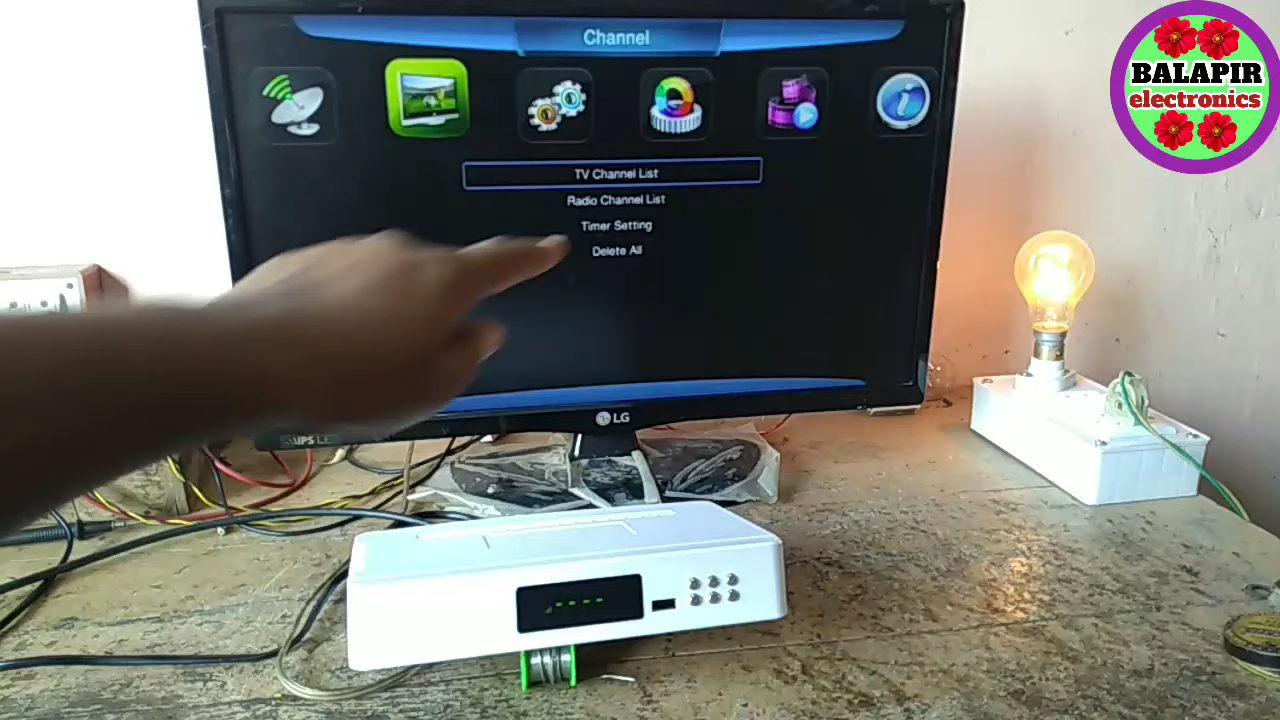 Channel
TV Channel List
Radio Channel List
Timer Setting
Delete All
LG
BALAPIR
electronics